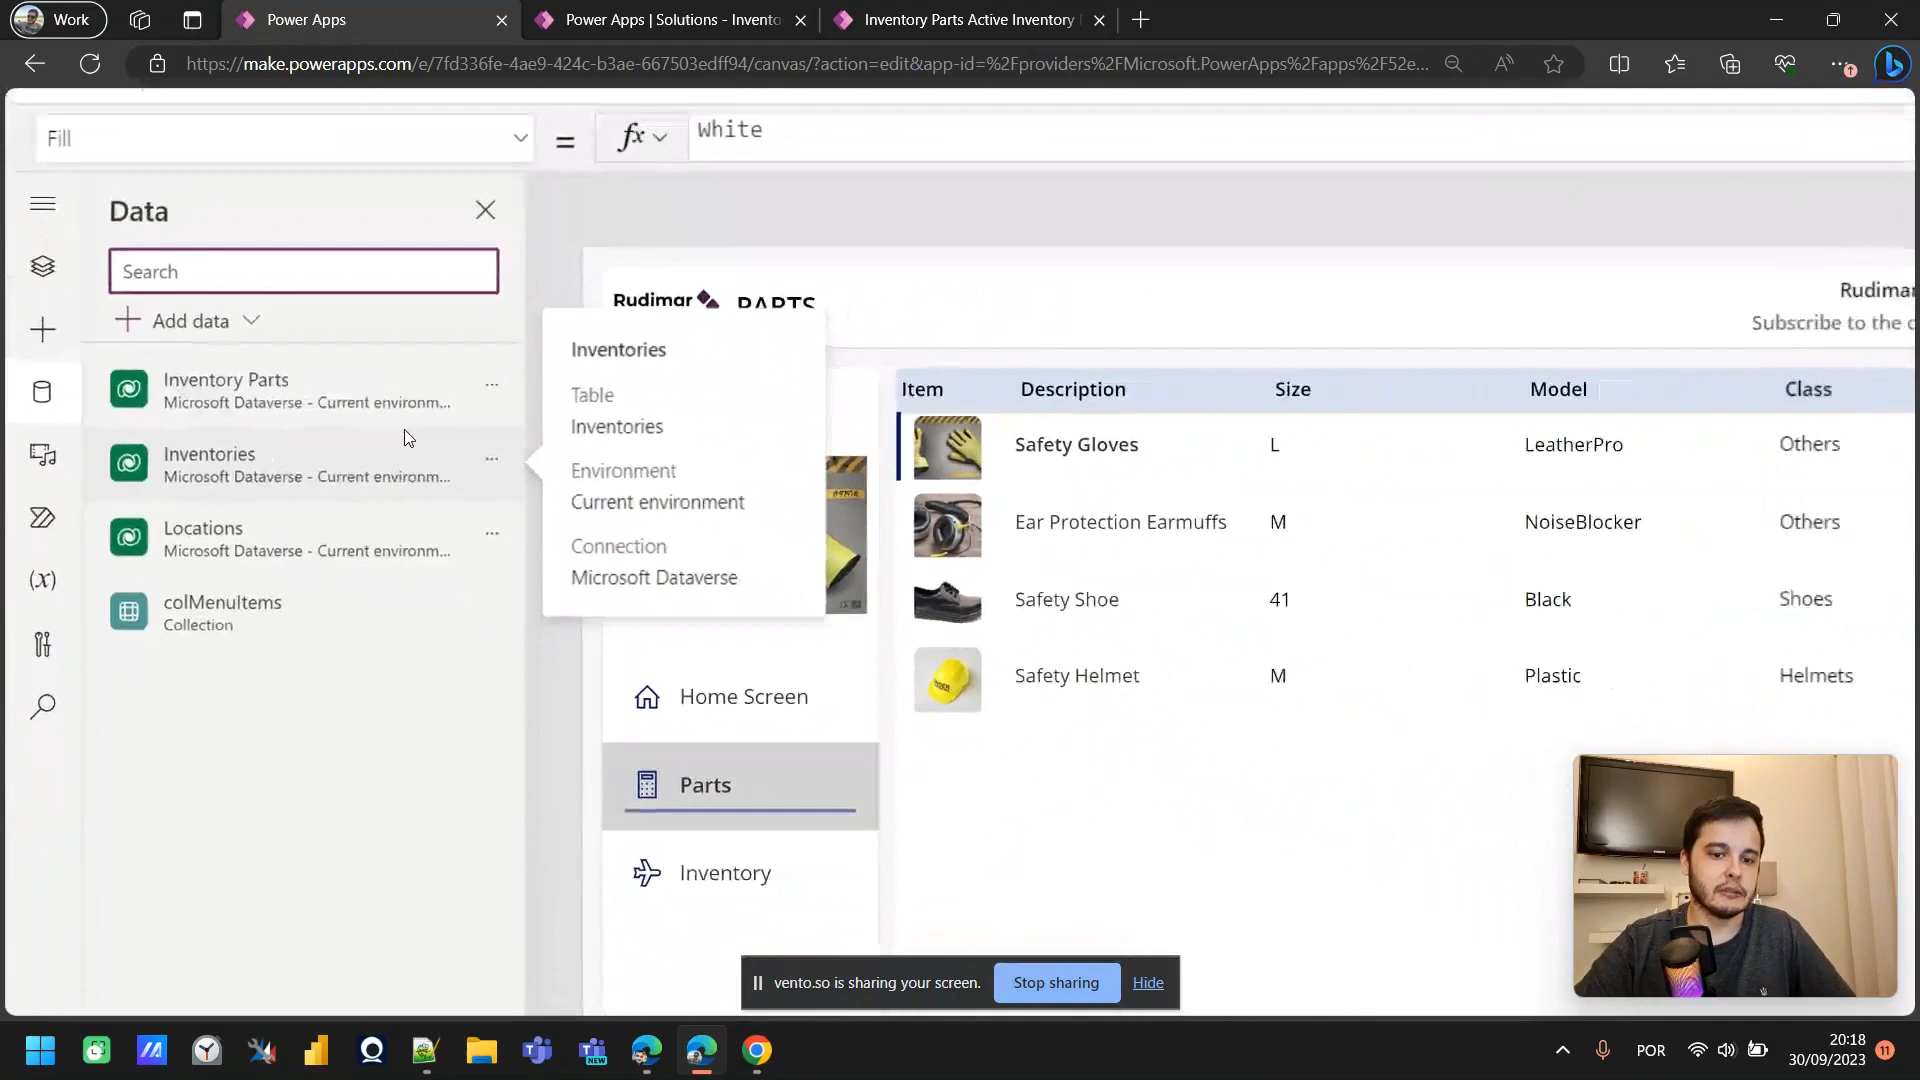 Work
Power Apps
Power Apps | Solutions - Invento
Inventory Parts Active Inventory
https://make.powerapps.com/e/7fd336fe-4ae9-424c-b3ae-667503edff94/canvas/?action=edit&app-id=%2Fproviders%2FMicrosoft.PowerApps%2Fapps%2F52e...
Fill
=
fx
White
Data
Search
Add data
Inventory Parts
Microsoft Dataverse - Current environm...
Inventories
Microsoft Dataverse - Current environm...
Locations
Microsoft Dataverse - Current environm...
colMenuItems
Collection
Inventories
Table
Inventories
Environment
Current environment
Connection
Microsoft Dataverse
Rudimar PARTS
Rudimar
Subscribe to the c
Item Description Size Model Class
Safety Gloves L LeatherPro Others
Ear Protection Earmuffs M NoiseBlocker Others
Safety Shoe 41 Black Shoes
Safety Helmet M Plastic Helmets
Home Screen
Parts
Inventory
vento.so is sharing your screen. Stop sharing Hide
NEW
POR
20:18
30/09/2023
11